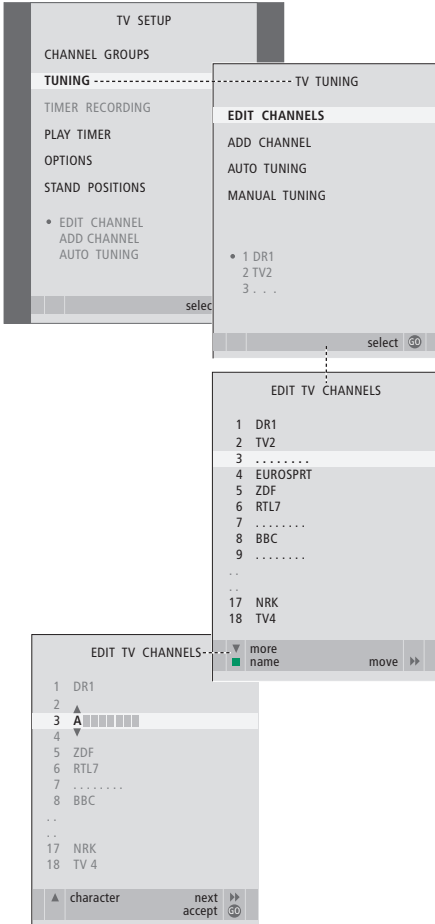 TV SETUP
CHANNEL GROUPS
TUNING
TIMER RECORDING
PLAY TIMER
OPTIONS
STAND POSITIONS
• EDIT CHANNEL
ADD CHANNEL
AUTO TUNING
selec
TV TUNING
EDIT CHANNELS
ADD CHANNEL
AUTO TUNING
MANUAL TUNING
• 1 DR1
2 TV2
3 . . .
select GO
EDIT TV CHANNELS
1 DR1
2 TV2
3 ........
4 EUROSPRT
5 ZDF
6 RTL7
7 ........
8 BBC
9 ........
..
..
17 NRK
18 TV4
▼ more
■ name move ▶▶
EDIT TV CHANNELS
1 DR1
2
3 A
4
5 ZDF
6 RTL7
7 ........
8 BBC
..
..
17 NRK
18 TV 4
▲ character next ▶▶
accept GO